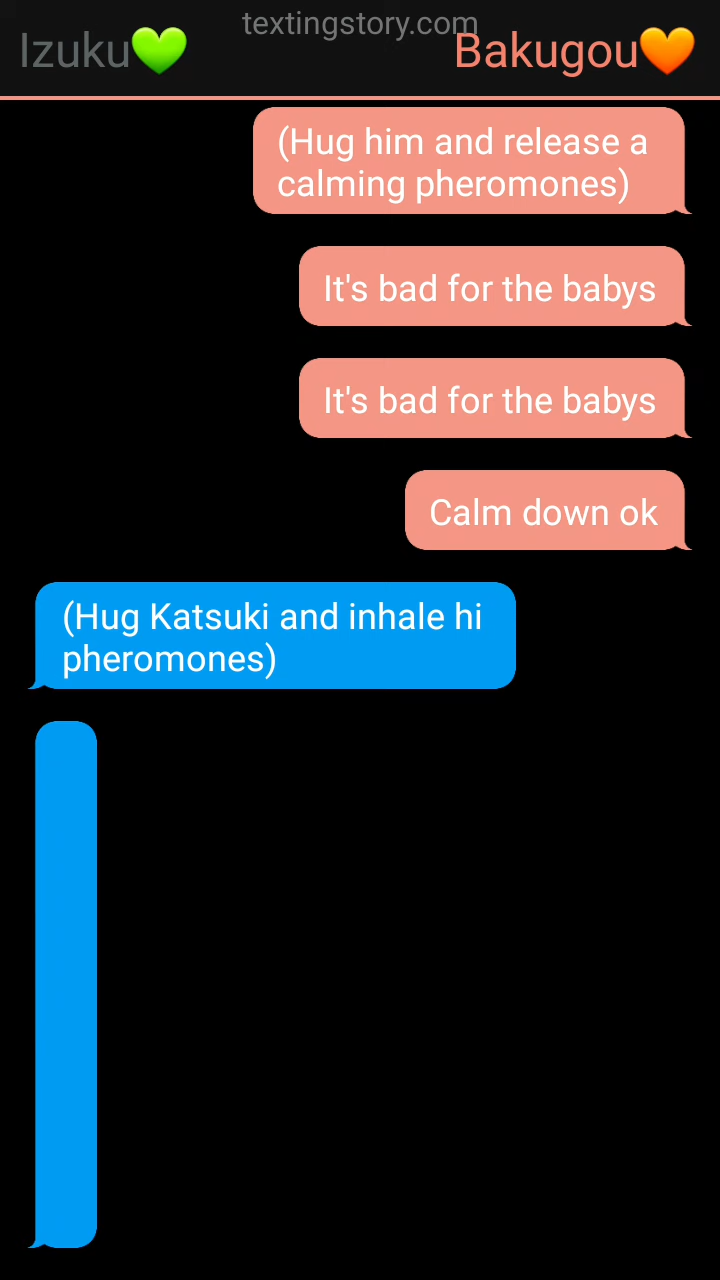 textingstory.com
Izuku💚
Bakugou🧡
(Hug him and release a
calming pheromones)
It's bad for the babys
It's bad for the babys
Calm down ok
(Hug Katsuki and inhale hi
pheromones)